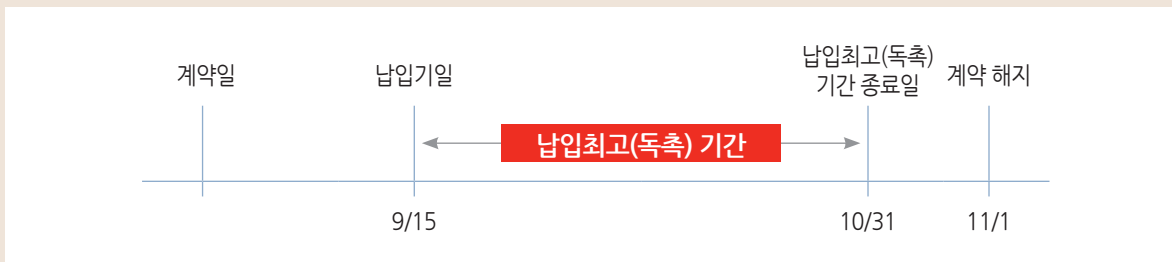 계약일
납입기일
납입최고(독촉)
기간 종료일
계약 해지
납입최고(독촉) 기간
9/15
10/31
11/1